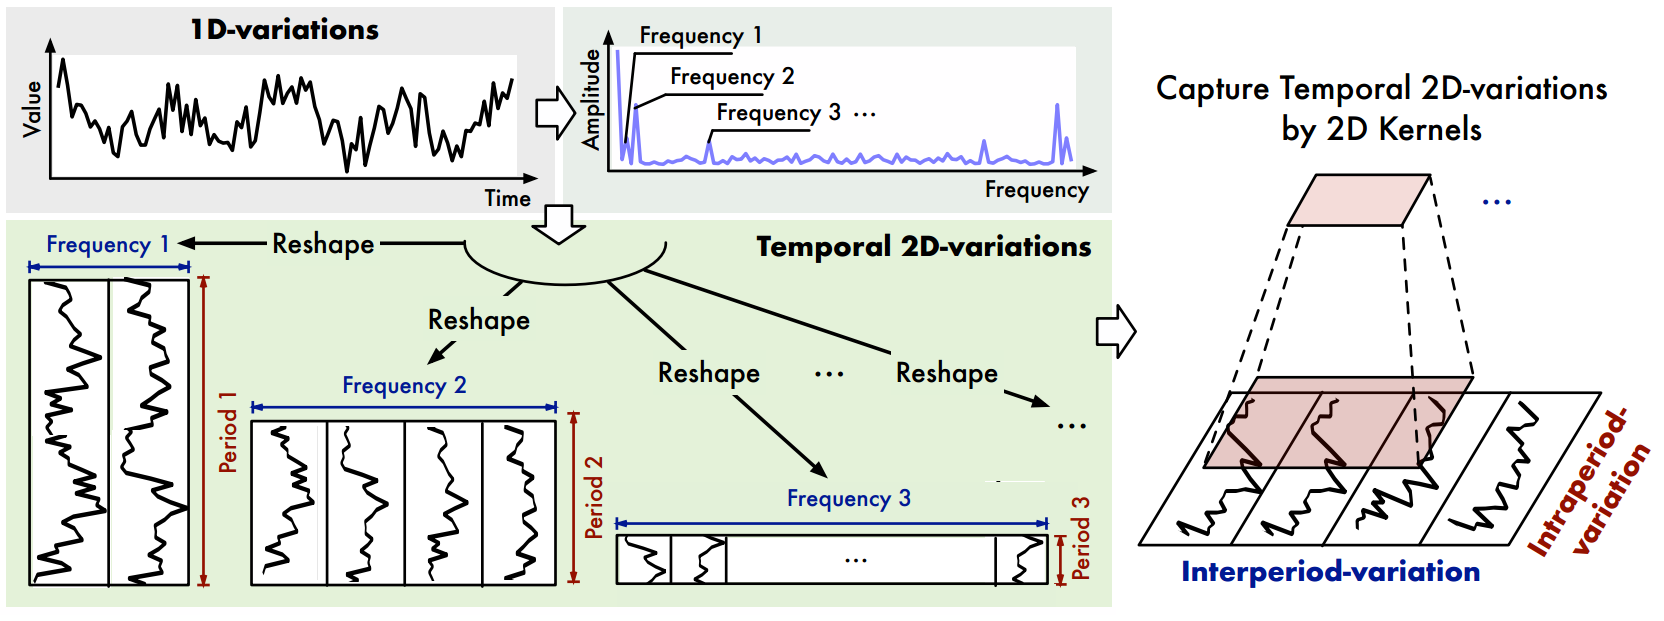 1D-variations
Value
Time
Amplitude
Frequency 1
Frequency 2
Frequency 3 ...
Frequency
Capture Temporal 2D-variations
by 2D Kernels
...
Temporal 2D-variations
Frequency 1
Reshape
Period 1
Reshape
Frequency 2
Period 2
Reshape
...
Reshape
...
Frequency 3
...
Period 3
Interperiod-variation
Intraperiod-
variation